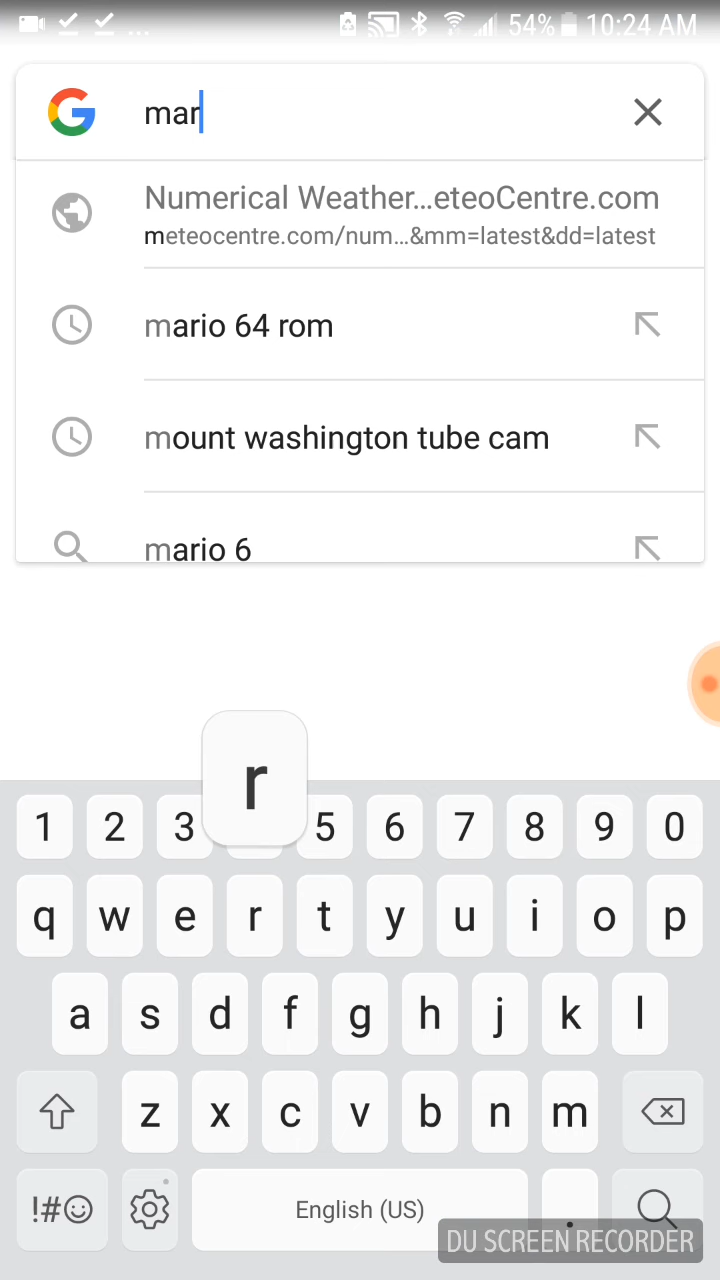 ... 54% 10:24 AM
mar
Numerical Weather...eteoCentre.com
meteocentre.com/num...&mm=latest&dd=latest
mario 64 rom
mount washington tube cam
mario 6
r
1 2 3 5 6 7 8 9 0
q w e r t y u i o p
a s d f g h j k l
z x c v b n m
!#☺ English (US) .
DU SCREEN RECORDER